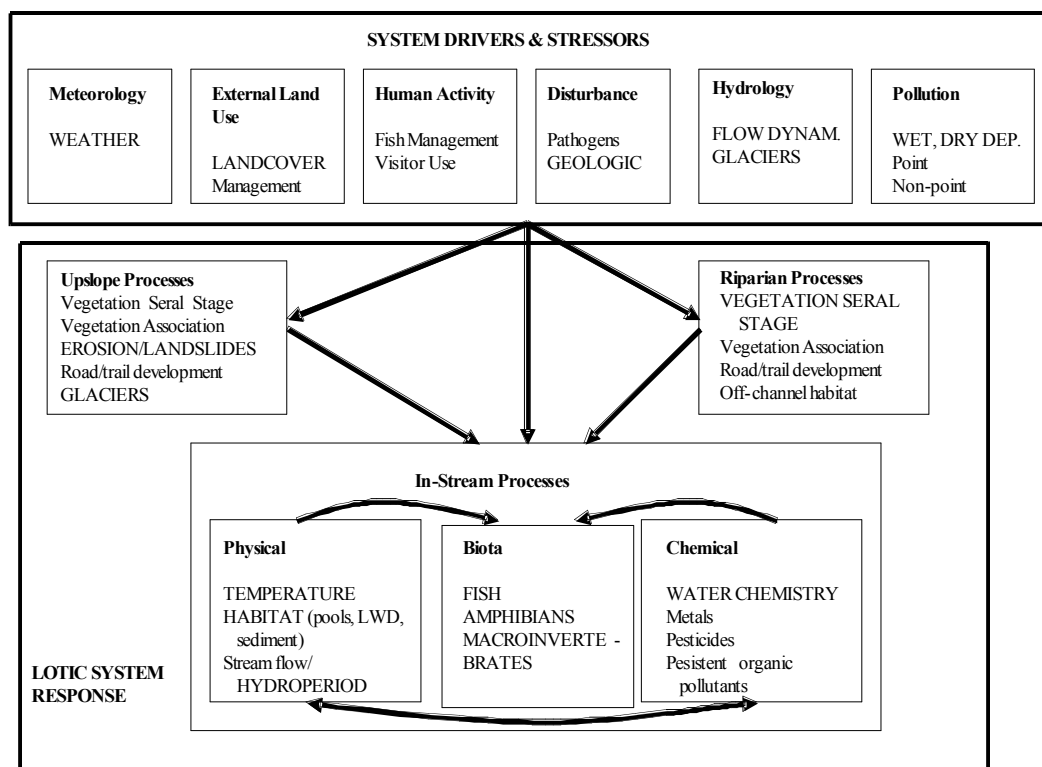 SYSTEM DRIVERS & STRESSORS
Meteorology
WEATHER
External Land
Use
LANDCOVER
Management
Human Activity
Fish Management
Visitor Use
Disturbance
Pathogens
GEOLOGIC
Hydrology
FLOW DYNAM.
GLACIERS
Pollution
WET, DRY DEP.
Point
Non-point
Upslope Processes
Vegetation Seral Stage
Vegetation Association
EROSION/LANDSLIDES
Road/trail development
GLACIERS
Riparian Processes
VEGETATION SERAL
STAGE
Vegetation Association
Road/trail development
Off-channel habitat
In-Stream Processes
Physical
TEMPERATURE
HABITAT (pools, LWD,
sediment)
Stream flow/
HYDROPERIOD
Biota
FISH
AMPHIBIANS
MACROINVERTE -
BRATES
Chemical
WATER CHEMISTRY
Metals
Pesticides
Pesistent organic
pollutants
LOTIC SYSTEM
RESPONSE